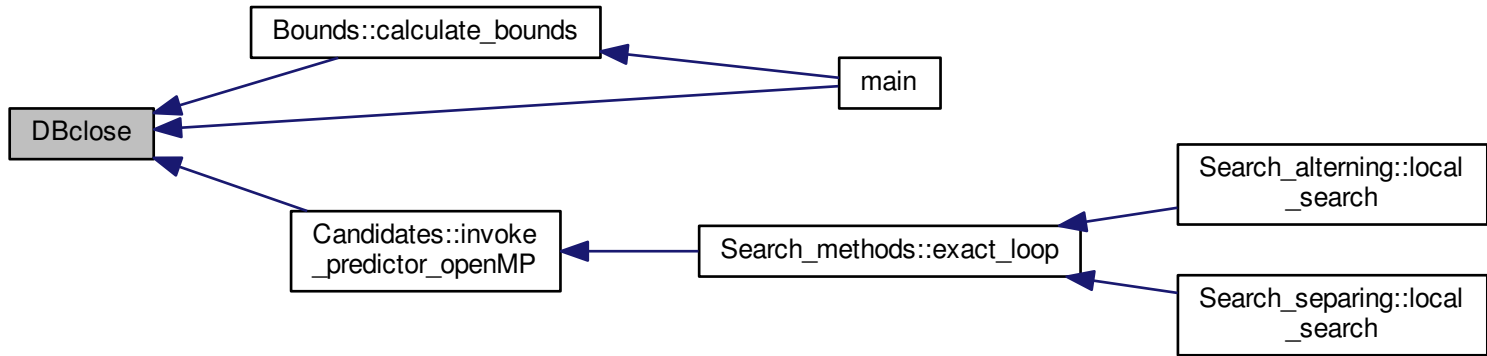 Bounds::calculate_bounds
main
DBclose
Search_alterning::local
_search
Candidates::invoke
_predictor_openMP
Search_methods::exact_loop
Search_separing::local
_search